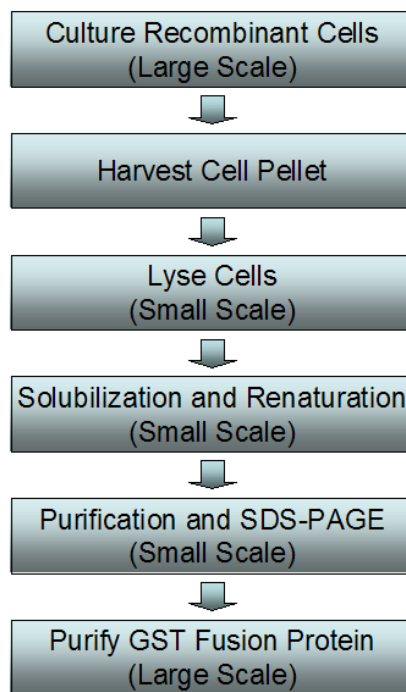 Culture Recombinant Cells
(Large Scale)
Harvest Cell Pellet
Lyse Cells
(Small Scale)
Solubilization and Renaturation
(Small Scale)
Purification and SDS-PAGE
(Small Scale)
Purify GST Fusion Protein
(Large Scale)